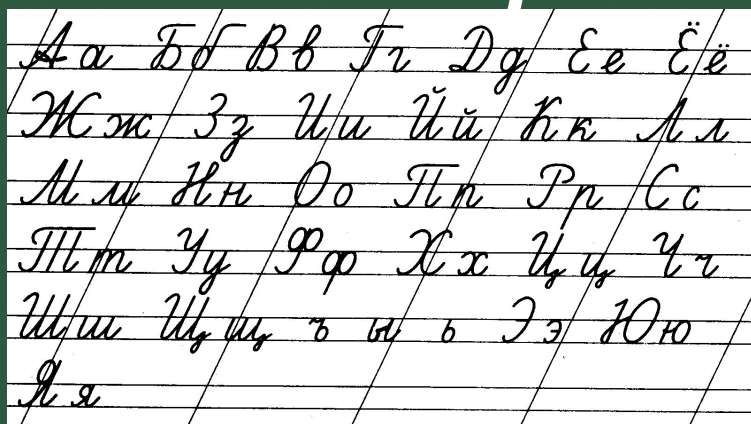 Аа Бб Вв Гг Дд Ее Ёё
Жж Зз Ии Йй Кк Лл
Мм Нн Оо Пп Рр Сс
Тт Уу Фф Хх Цц Чч
Шш Щщ ъ ы ь Ээ Юю
Яя